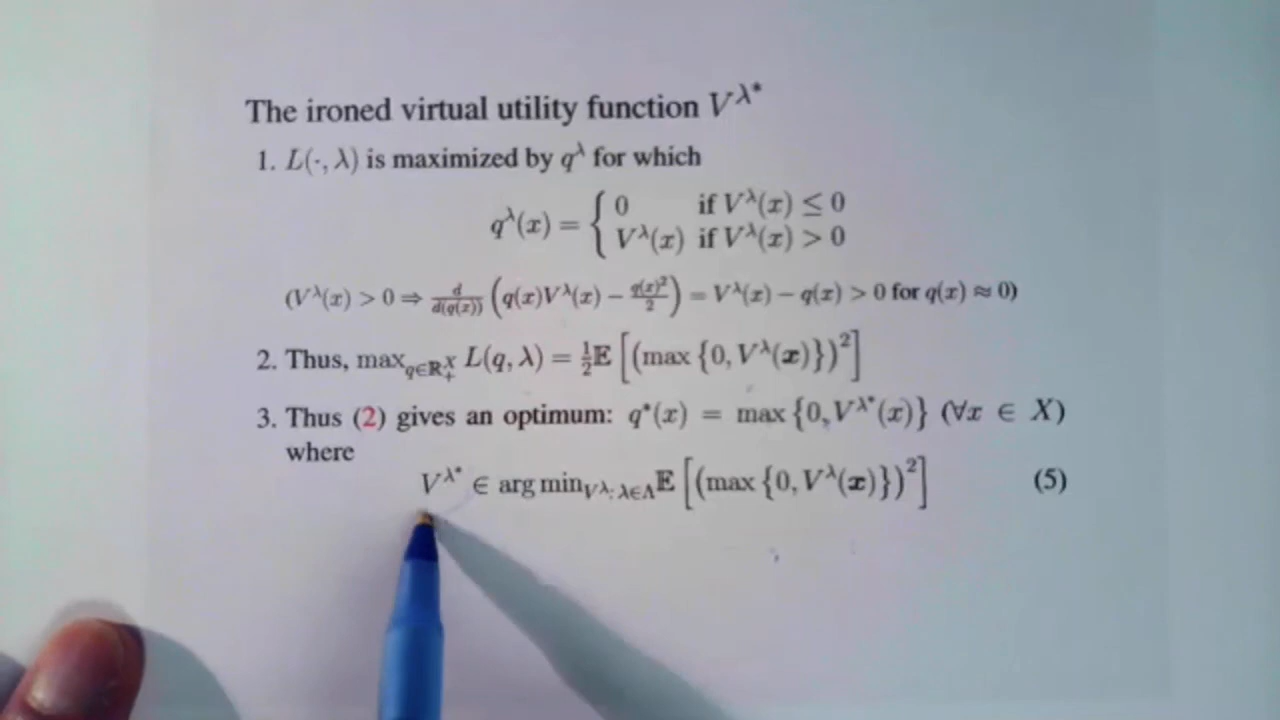 The ironed virtual utility function V^{λ*}
1. L(·, λ) is maximized by q^λ for which
q^λ(x) = { 0 if V^λ(x) ≤ 0
V^λ(x) if V^λ(x) > 0
(V^λ(x) > 0 ⇒ d/d(q(x)) (q(x)V^λ(x) − q(x)²/2) = V^λ(x) − q(x) > 0 for q(x) ≈ 0)
2. Thus, max_{q∈ℝ₊^X} L(q, λ) = ½𝔼[(max {0, V^λ(x)})²]
3. Thus (2) gives an optimum: q*(x) = max {0, V^{λ*}(x)} (∀x ∈ X)
where
V^{λ*} ∈ arg min_{V^λ: λ∈Λ} 𝔼[(max {0, V^λ(x)})²] (5)